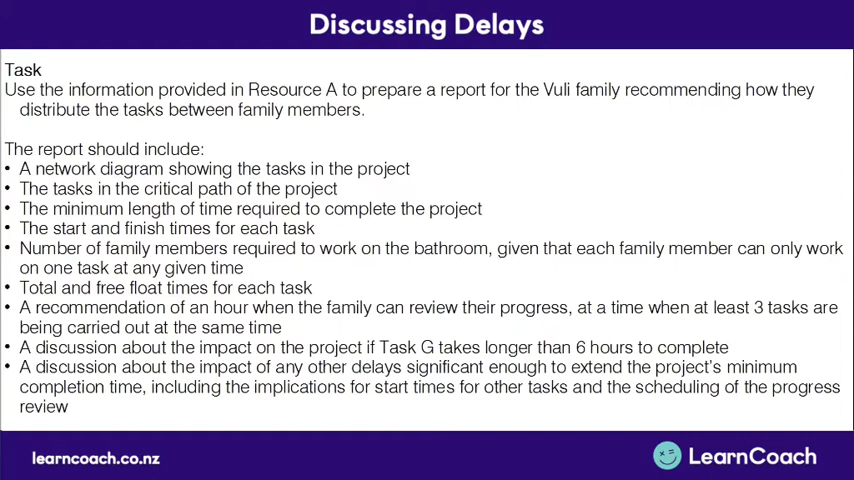 Discussing Delays
Task
Use the information provided in Resource A to prepare a report for the Vuli family recommending how they
distribute the tasks between family members.
The report should include:
• A network diagram showing the tasks in the project
• The tasks in the critical path of the project
• The minimum length of time required to complete the project
• The start and finish times for each task
• Number of family members required to work on the bathroom, given that each family member can only work
on one task at any given time
• Total and free float times for each task
• A recommendation of an hour when the family can review their progress, at a time when at least 3 tasks are
being carried out at the same time
• A discussion about the impact on the project if Task G takes longer than 6 hours to complete
• A discussion about the impact of any other delays significant enough to extend the project's minimum
completion time, including the implications for start times for other tasks and the scheduling of the progress
review
learncoach.co.nz
LearnCoach